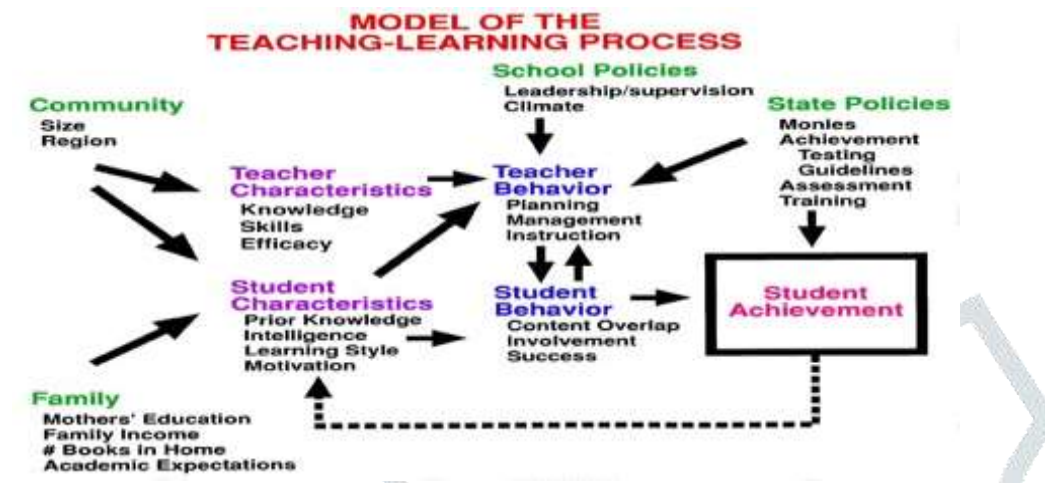 MODEL OF THE
TEACHING-LEARNING PROCESS
School Policies
Leadership/supervision
Climate
Community
Size
Region
State Policies
Monies
Achievement
Testing
Guidelines
Assessment
Training
Teacher
Characteristics
Knowledge
Skills
Efficacy
Teacher
Behavior
Planning
Management
Instruction
Student
Characteristics
Prior Knowledge
Intelligence
Learning Style
Motivation
Student
Behavior
Content Overlap
Involvement
Success
Student
Achievement
Family
Mothers' Education
Family Income
# Books in Home
Academic Expectations